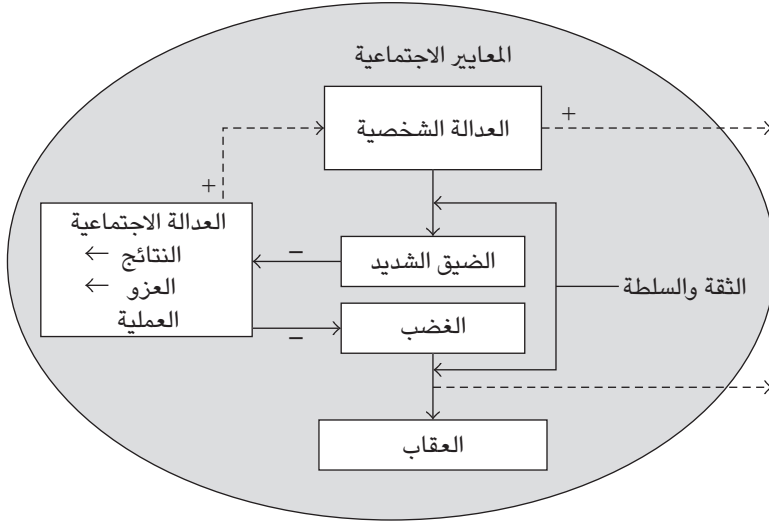 المعايير الاجتماعية
العدالة الشخصية
+
+
العدالة الاجتماعية
النتائج ←
العزو ←
العملية
الضيق الشديد
–
الثقة والسلطة
الغضب
–
العقاب